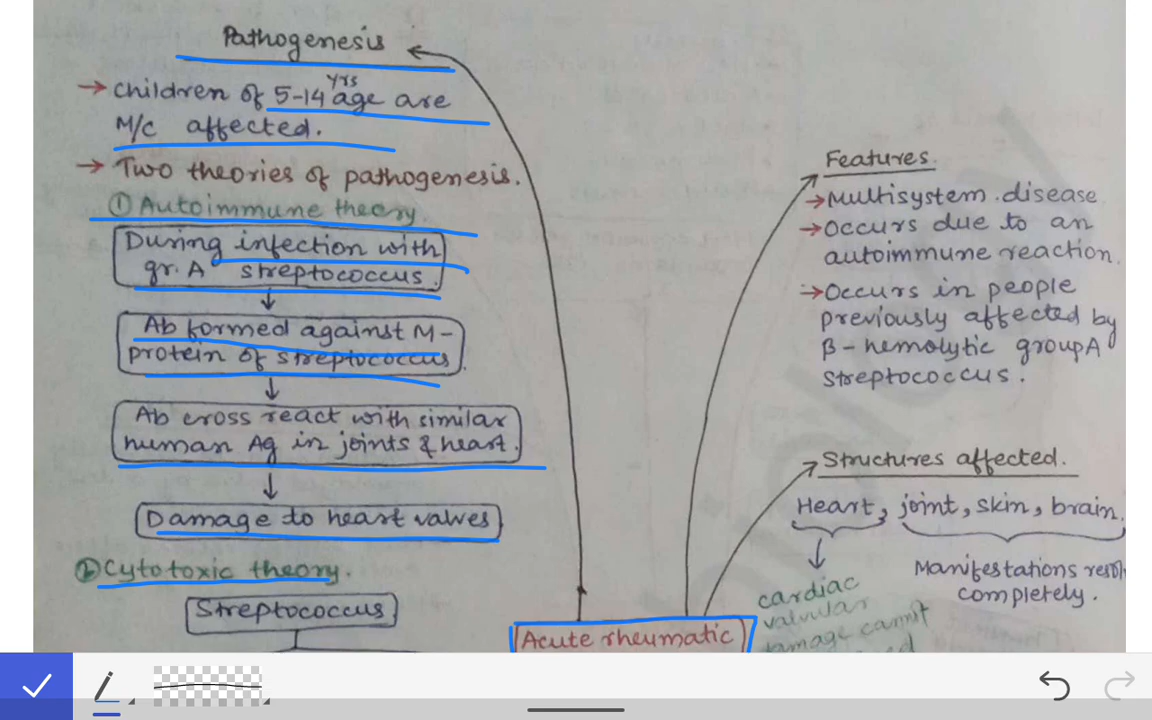 Pathogenesis
→ children of 5-14 yrs age are
M/c affected.
→ Two theories of pathogenesis.
① Autoimmune theory.
During infection with
gr. A streptococcus.
↓
Ab formed against M-
protein of streptococcus.
↓
Ab cross react with similar
human Ag in joints & heart.
↓
Damage to heart valves
② Cytotoxic theory.
Streptococcus
Features.
→ Multisystem disease
→ Occurs due to an
autoimmune reaction.
→ Occurs in people
previously affected by
β-hemolytic group A
streptococcus.
Structures affected.
Heart, joint, skin, brain.
↓
Manifestations
completely.
cardiac
valvular
damage
Acute rheumatic